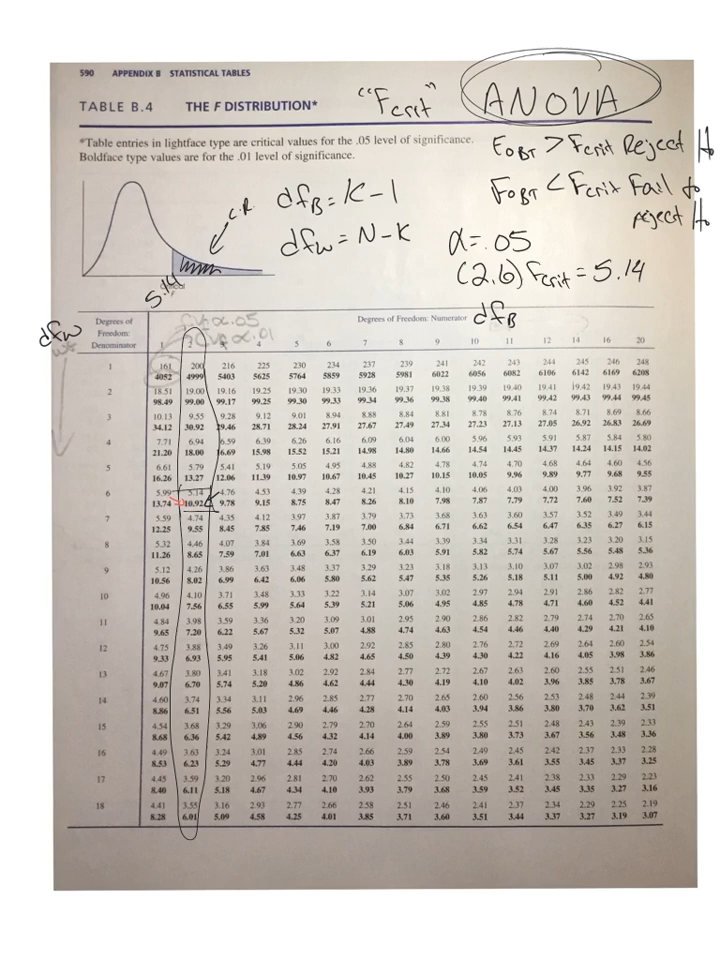 590 APPENDIX B STATISTICAL TABLES
TABLE B.4 THE F DISTRIBUTION*
"Fcrit" ANOVA
*Table entries in lightface type are critical values for the .05 level of significance.
Boldface type values are for the .01 level of significance.
FOBT > Fcrit Reject Ho
FOBT < Fcrit Fail to
reject Ho
C.R
dfB = K-1
dfw = N-K
α = .05
(2,6) Fcrit = 5.14
5.14
dfw
Degrees of Freedom: Denominator
Degrees of Freedom: Numerator dfB
α.05
α.01
1 2 3 4 5 6 7 8 9 10 11 12 14 16 20
1 161 200 216 225 230 234 237 239 241 242 243 244 245 246 248
4052 4999 5403 5625 5764 5859 5928 5981 6022 6056 6082 6106 6142 6169 6208
2 18.51 19.00 19.16 19.25 19.30 19.33 19.36 19.37 19.38 19.39 19.40 19.41 19.42 19.43 19.44
98.49 99.00 99.17 99.25 99.30 99.33 99.34 99.36 99.38 99.40 99.41 99.42 99.43 99.44 99.45
3 10.13 9.55 9.28 9.12 9.01 8.94 8.88 8.84 8.81 8.78 8.76 8.74 8.71 8.69 8.66
34.12 30.92 29.46 28.71 28.24 27.91 27.67 27.49 27.34 27.23 27.13 27.05 26.92 26.83 26.69
4 7.71 6.94 6.59 6.39 6.26 6.16 6.09 6.04 6.00 5.96 5.93 5.91 5.87 5.84 5.80
21.20 18.00 16.69 15.98 15.52 15.21 14.98 14.80 14.66 14.54 14.45 14.37 14.24 14.15 14.02
5 6.61 5.79 5.41 5.19 5.05 4.95 4.88 4.82 4.78 4.74 4.70 4.68 4.64 4.60 4.56
16.26 13.27 12.06 11.39 10.97 10.67 10.45 10.27 10.15 10.05 9.96 9.89 9.77 9.68 9.55
6 5.99 5.14 4.76 4.53 4.39 4.28 4.21 4.15 4.10 4.06 4.03 4.00 3.96 3.92 3.87
13.74 10.92 9.78 9.15 8.75 8.47 8.26 8.10 7.98 7.87 7.79 7.72 7.60 7.52 7.39
7 5.59 4.74 4.35 4.12 3.97 3.87 3.79 3.73 3.68 3.63 3.60 3.57 3.52 3.49 3.44
12.25 9.55 8.45 7.85 7.46 7.19 7.00 6.84 6.71 6.62 6.54 6.47 6.35 6.27 6.15
8 5.32 4.46 4.07 3.84 3.69 3.58 3.50 3.44 3.39 3.34 3.31 3.28 3.23 3.20 3.15
11.26 8.65 7.59 7.01 6.63 6.37 6.19 6.03 5.91 5.82 5.74 5.67 5.56 5.48 5.36
9 5.12 4.26 3.86 3.63 3.48 3.37 3.29 3.23 3.18 3.13 3.10 3.07 3.02 2.98 2.93
10.56 8.02 6.99 6.42 6.06 5.80 5.62 5.47 5.35 5.26 5.18 5.11 5.00 4.92 4.80
10 4.96 4.10 3.71 3.48 3.33 3.22 3.14 3.07 3.02 2.97 2.94 2.91 2.86 2.82 2.77
10.04 7.56 6.55 5.99 5.64 5.39 5.21 5.06 4.95 4.85 4.78 4.71 4.60 4.52 4.41
11 4.84 3.98 3.59 3.36 3.20 3.09 3.01 2.95 2.90 2.86 2.82 2.79 2.74 2.70 2.65
9.65 7.20 6.22 5.67 5.32 5.07 4.88 4.74 4.63 4.54 4.46 4.40 4.29 4.21 4.10
12 4.75 3.88 3.49 3.26 3.11 3.00 2.92 2.85 2.80 2.76 2.72 2.69 2.64 2.60 2.54
9.33 6.93 5.95 5.41 5.06 4.82 4.65 4.50 4.39 4.30 4.22 4.16 4.05 3.98 3.86
13 4.67 3.80 3.41 3.18 3.02 2.92 2.84 2.77 2.72 2.67 2.63 2.60 2.55 2.51 2.46
9.07 6.70 5.74 5.20 4.86 4.62 4.44 4.30 4.19 4.10 4.02 3.96 3.85 3.78 3.67
14 4.60 3.74 3.34 3.11 2.96 2.85 2.77 2.70 2.65 2.60 2.56 2.53 2.48 2.44 2.39
8.86 6.51 5.56 5.03 4.69 4.46 4.28 4.14 4.03 3.94 3.86 3.80 3.70 3.62 3.51
15 4.54 3.68 3.29 3.06 2.90 2.79 2.70 2.64 2.59 2.55 2.51 2.48 2.43 2.39 2.33
8.68 6.36 5.42 4.89 4.56 4.32 4.14 4.00 3.89 3.80 3.73 3.67 3.56 3.48 3.36
16 4.49 3.63 3.24 3.01 2.85 2.74 2.66 2.59 2.54 2.49 2.45 2.42 2.37 2.33 2.28
8.53 6.23 5.29 4.77 4.44 4.20 4.03 3.89 3.78 3.69 3.61 3.55 3.45 3.37 3.25
17 4.45 3.59 3.20 2.96 2.81 2.70 2.62 2.55 2.50 2.45 2.41 2.38 2.33 2.29 2.23
8.40 6.11 5.18 4.67 4.34 4.10 3.93 3.79 3.68 3.59 3.52 3.45 3.35 3.27 3.16
18 4.41 3.55 3.16 2.93 2.77 2.66 2.58 2.51 2.46 2.41 2.37 2.34 2.29 2.25 2.19
8.28 6.01 5.09 4.58 4.25 4.01 3.85 3.71 3.60 3.51 3.44 3.37 3.27 3.19 3.07